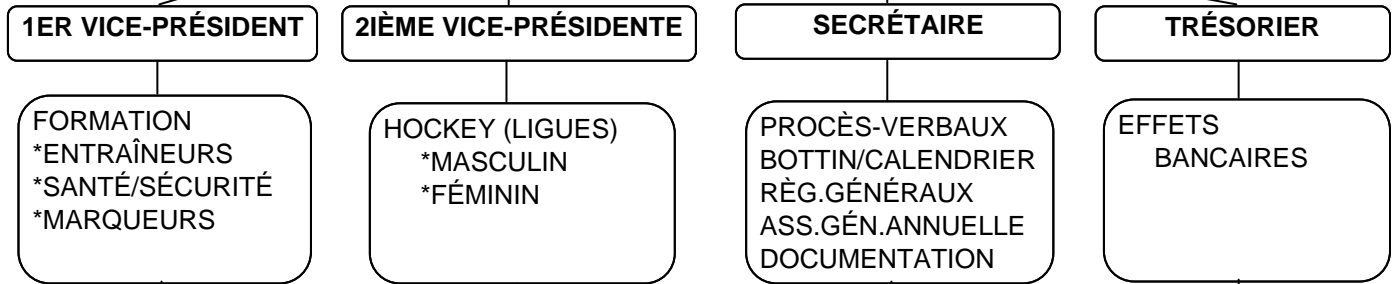 1ER VICE-PRÉSIDENT
FORMATION
*ENTRAÎNEURS
*SANTÉ/SÉCURITÉ
*MARQUEURS
2IÈME VICE-PRÉSIDENTE
HOCKEY (LIGUES)
*MASCULIN
*FÉMININ
SECRÉTAIRE
PROCÈS-VERBAUX
BOTTIN/CALENDRIER
RÈG.GÉNÉRAUX
ASS.GÉN.ANNUELLE
DOCUMENTATION
TRÉSORIER
EFFETS
BANCAIRES